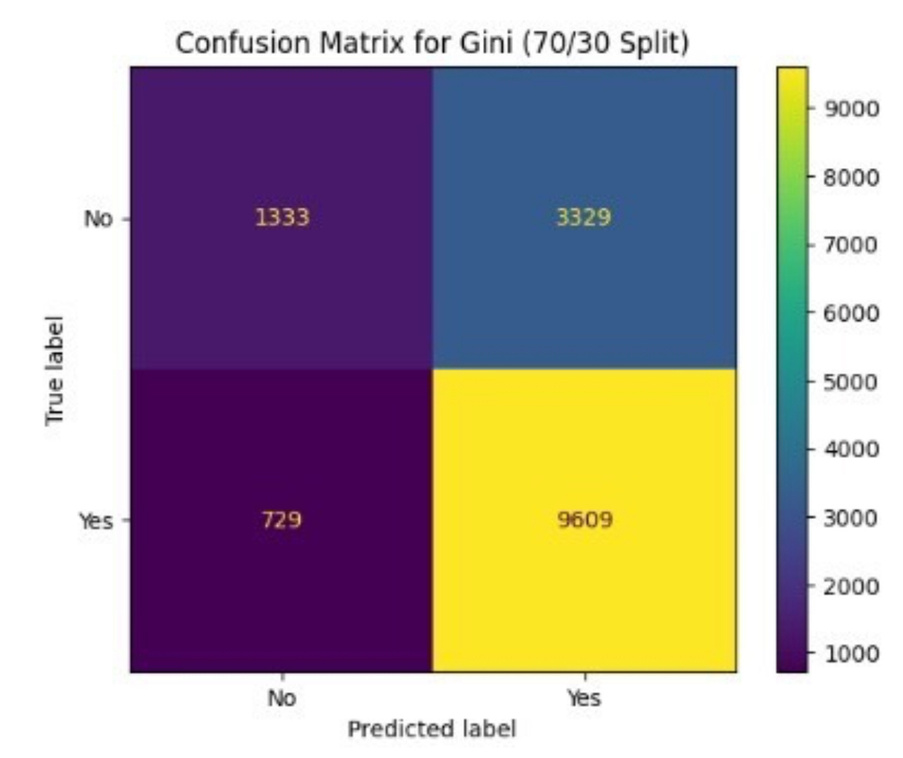 Confusion Matrix for Gini (70/30 Split)
9000
8000
7000
6000
5000
4000
3000
2000
1000
No
1333
3329
True label
Yes
729
9609
No
Yes
Predicted label